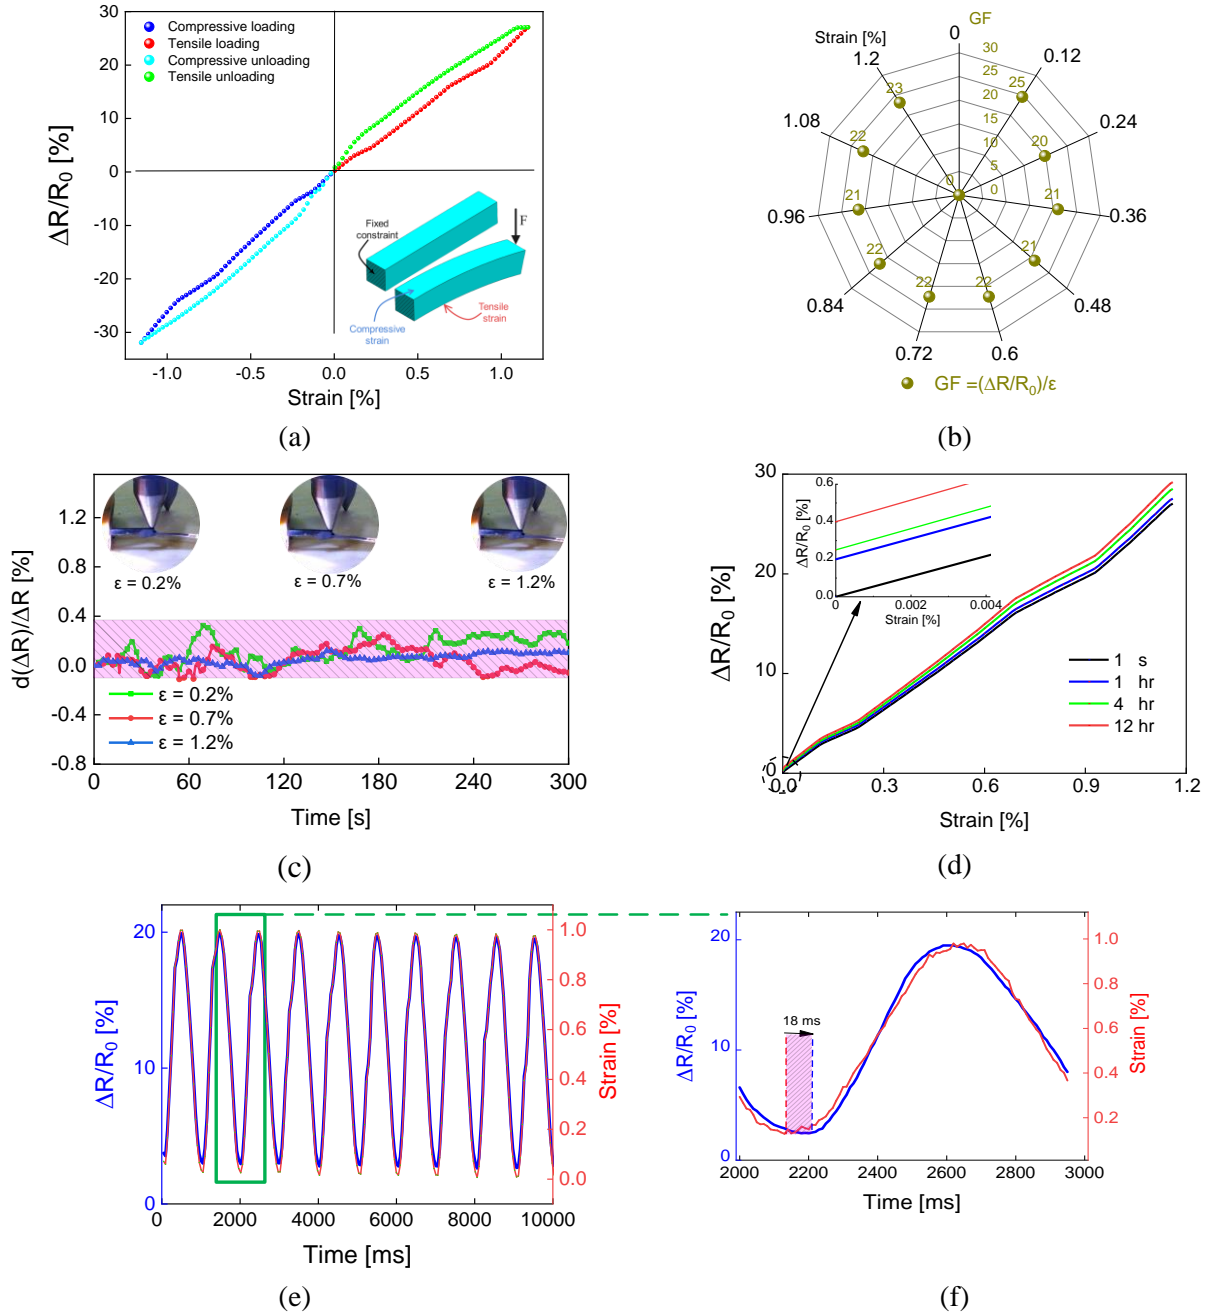 Compressive loading
Tensile loading
Compressive unloading
Tensile unloading
30
20
10
0
-10
-20
-30
ΔR/R0 [%]
-1.0 -0.5 0.0 0.5 1.0
Strain [%]
Fixed
constraint
F
Compressive
strain
Tensile
strain
(a)
GF
Strain [%]
0
0.12
0.24
0.36
0.48
0.6
0.72
0.84
0.96
1.08
1.2
30
25
20
15
10
5
0
0
25
20
21
21
22
22
22
21
22
23
GF =(ΔR/R0)/ε
(b)
1.2
0.8
0.4
0.0
-0.4
-0.8
d(ΔR)/ΔR [%]
ε = 0.2%
ε = 0.7%
ε = 1.2%
ε = 0.2%
ε = 0.7%
ε = 1.2%
0 60 120 180 240 300
Time [s]
(c)
30
20
10
0
ΔR/R0 [%]
0.6
0.4
0.2
0.0
ΔR/R0 [%]
0 0.002 0.004
Strain [%]
1 s
1 hr
4 hr
12 hr
0.0 0.3 0.6 0.9 1.2
Strain [%]
(d)
20
10
0
ΔR/R0 [%]
1.0
0.8
0.6
0.4
0.2
0.0
Strain [%]
0 2000 4000 6000 8000 10000
Time [ms]
(e)
20
10
0
ΔR/R0 [%]
18 ms
1.0
0.8
0.6
0.4
0.2
Strain [%]
2000 2200 2400 2600 2800 3000
Time [ms]
(f)